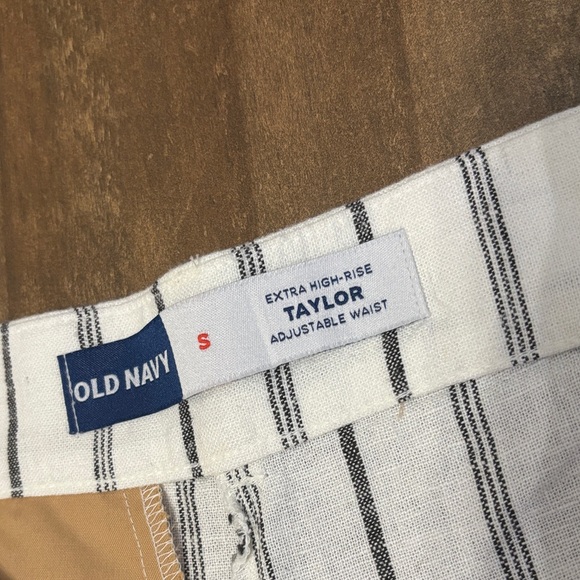 OLD NAVY
S
EXTRA HIGH-RISE
TAYLOR
ADJUSTABLE WAIST